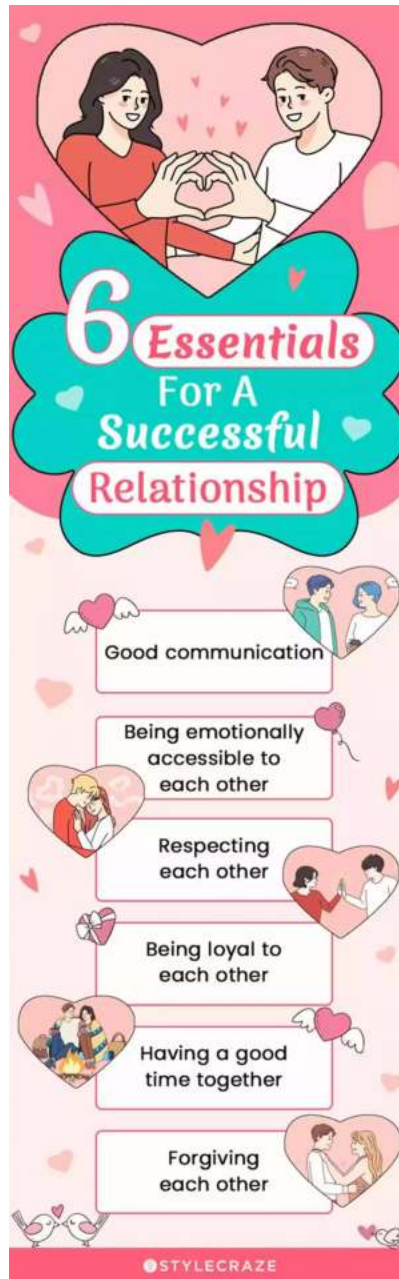 6 Essentials
For A
Successful
Relationship
Good communication
Being emotionally
accessible to
each other
Respecting
each other
Being loyal to
each other
Having a good
time together
Forgiving
each other
STYLECRAZE